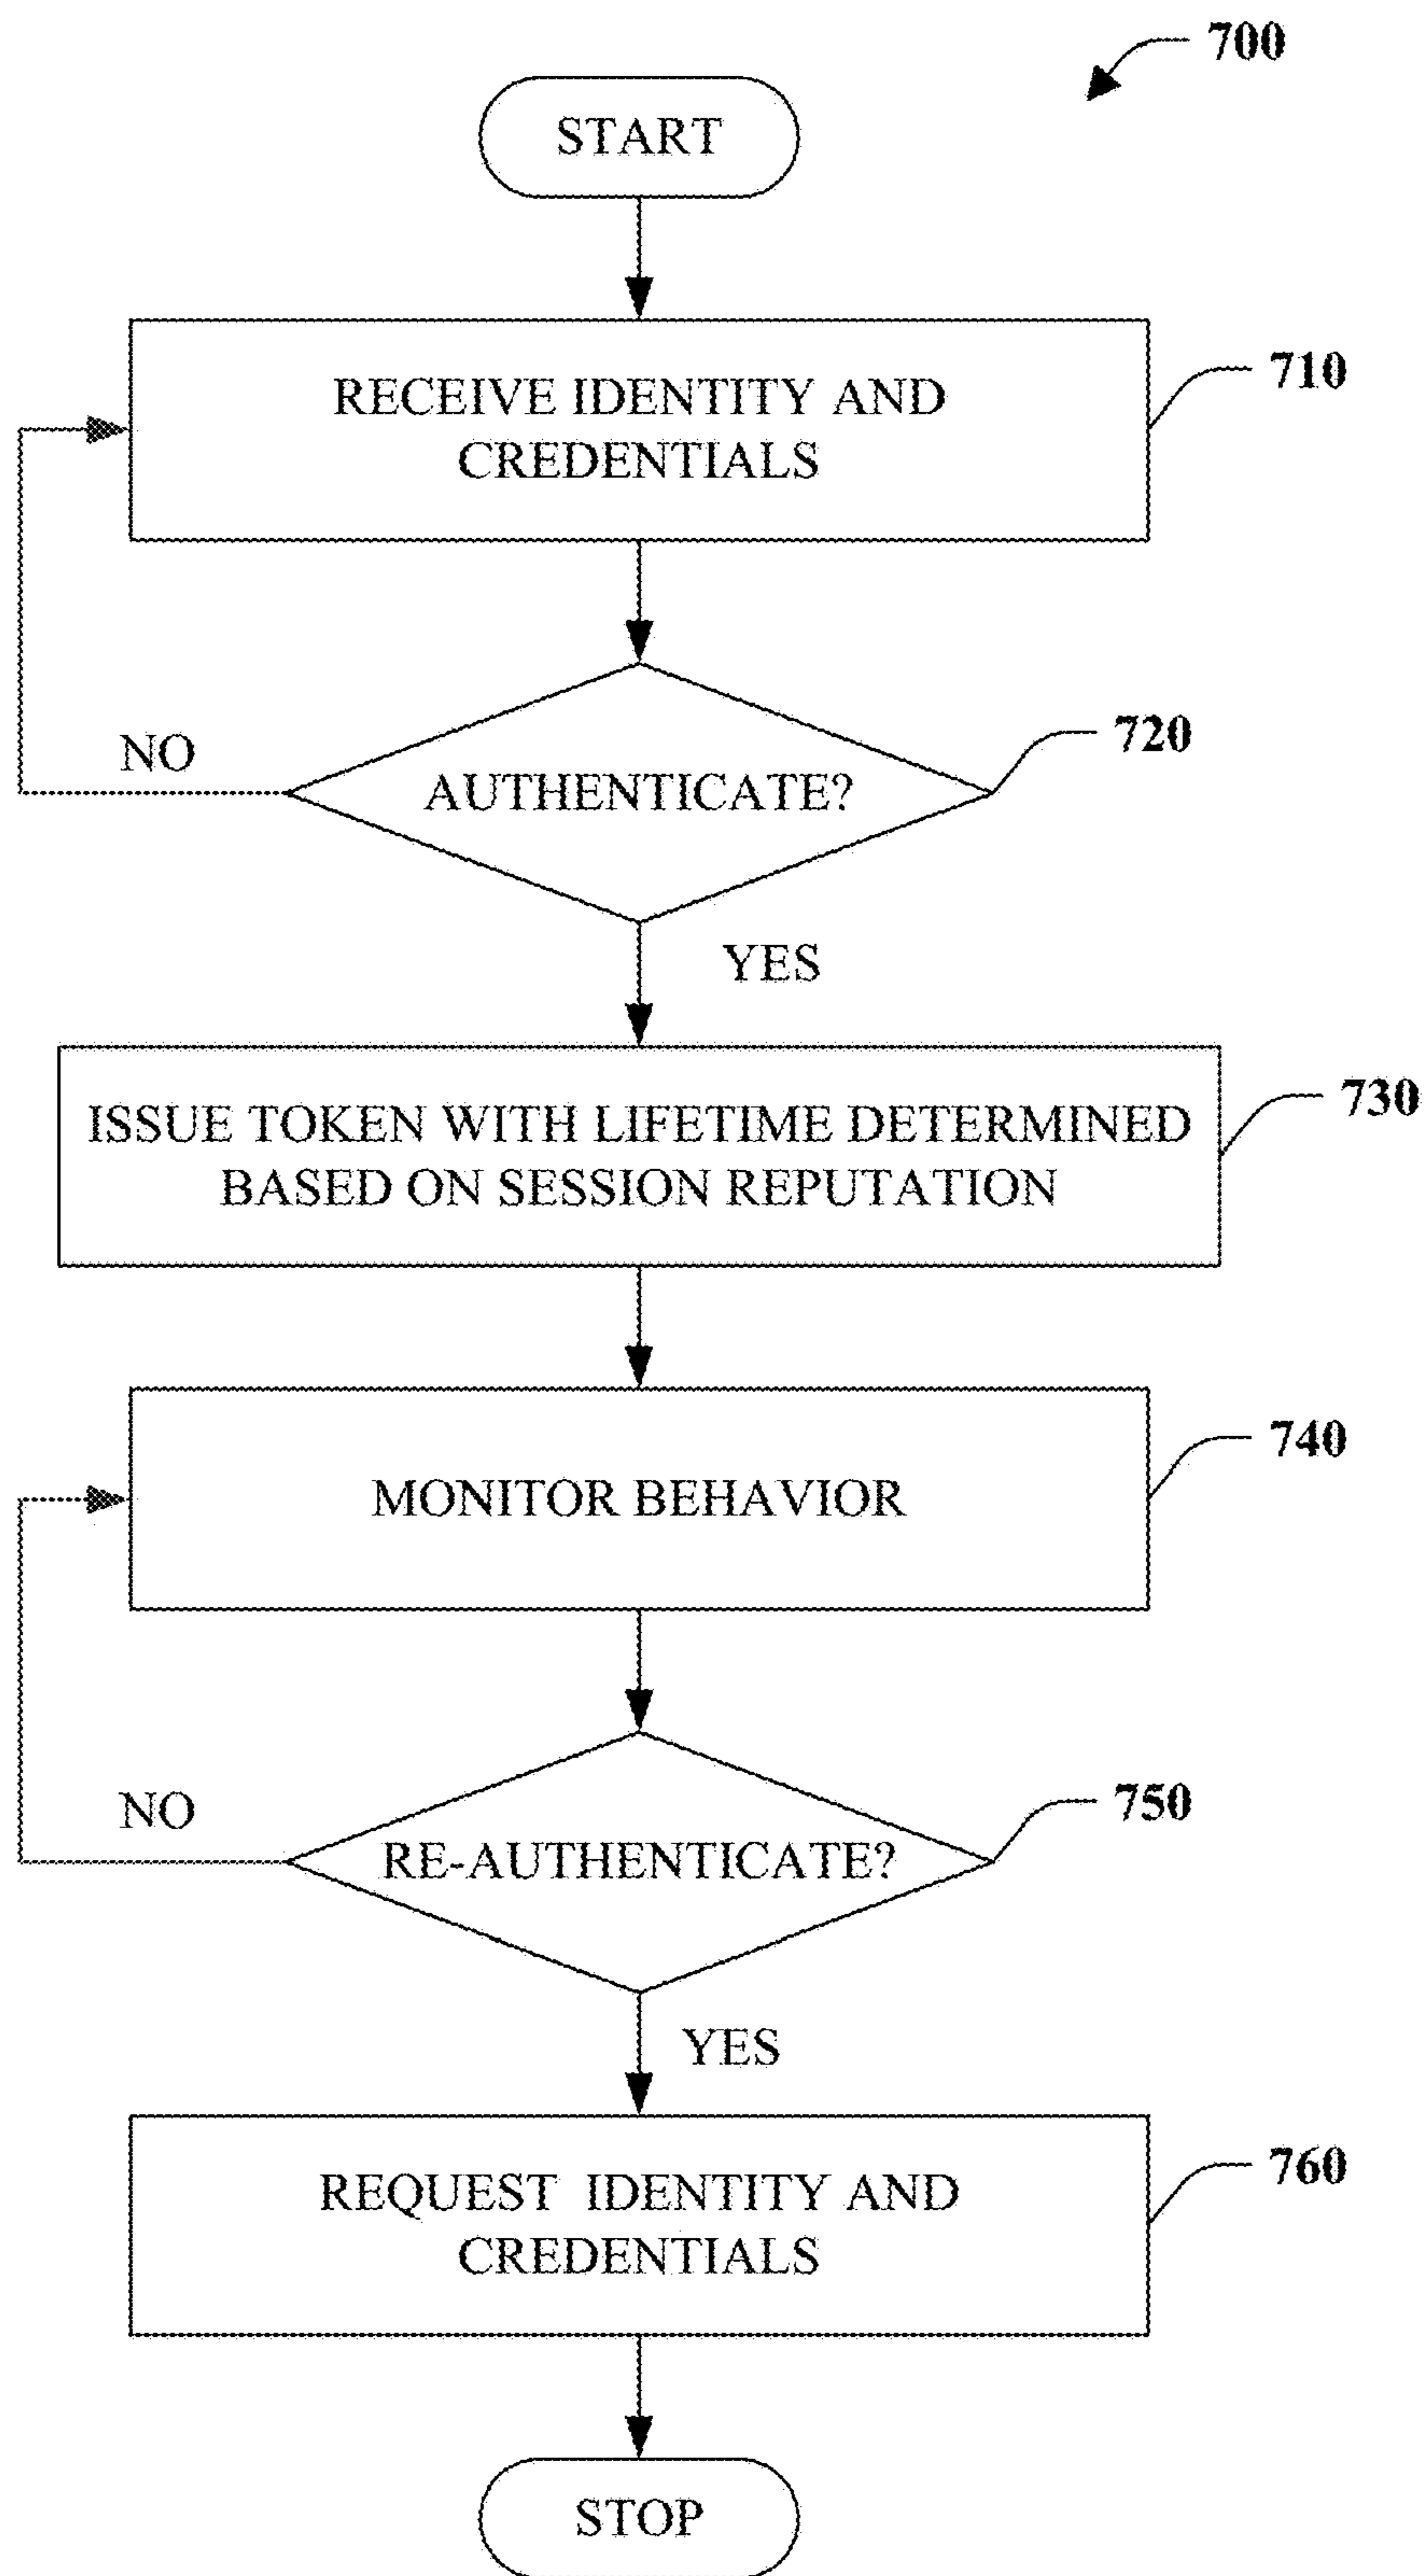 700
START
RECEIVE IDENTITY AND
CREDENTIALS
710
AUTHENTICATE?
720
NO
YES
ISSUE TOKEN WITH LIFETIME DETERMINED
BASED ON SESSION REPUTATION
730
MONITOR BEHAVIOR
740
RE-AUTHENTICATE?
750
NO
YES
REQUEST IDENTITY AND
CREDENTIALS
760
STOP